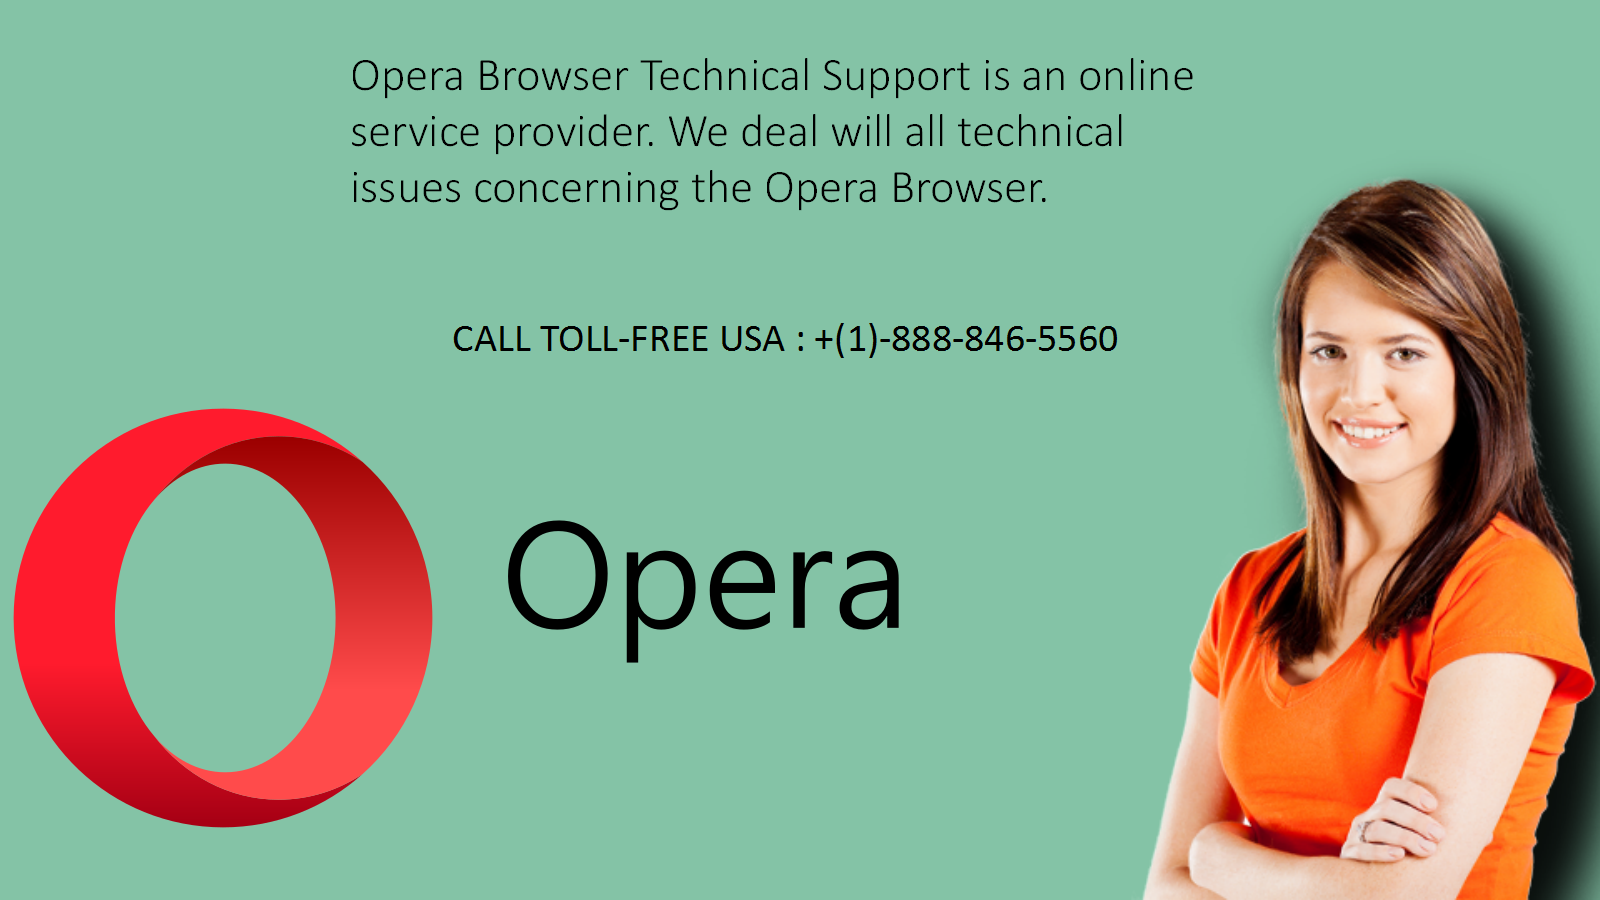 Opera Browser Technical Support is an online
service provider. We deal will all technical
issues concerning the Opera Browser.
CALL TOLL-FREE USA : +(1)-888-846-5560
Opera